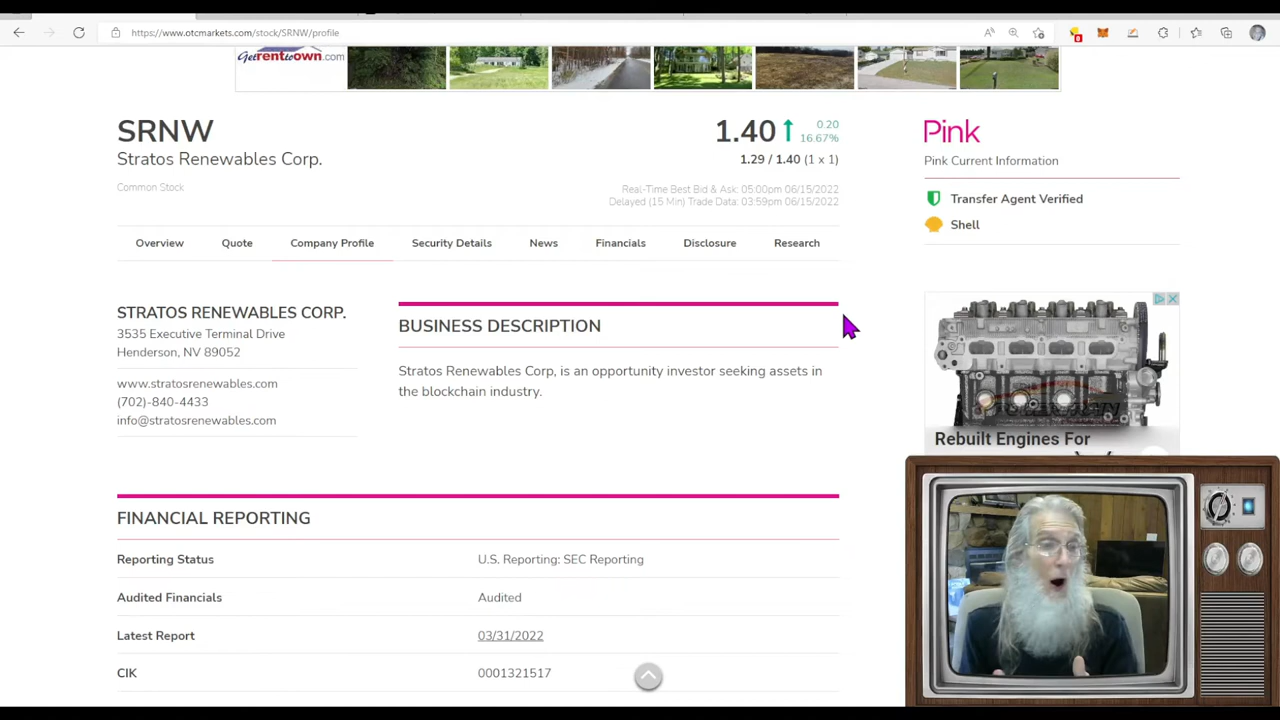 https://www.otcmarkets.com/stock/SRNW/profile
Getrenttoown.com
SRNW
Stratos Renewables Corp.
Common Stock
1.40
0.20
16.67%
1.29 / 1.40 (1 x 1)
Real-Time Best Bid & Ask: 05:00pm 06/15/2022
Delayed (15 Min) Trade Data: 03:59pm 06/15/2022
Pink
Pink Current Information
Transfer Agent Verified
Shell
Overview
Quote
Company Profile
Security Details
News
Financials
Disclosure
Research
STRATOS RENEWABLES CORP.
3535 Executive Terminal Drive
Henderson, NV 89052
www.stratosrenewables.com
(702)-840-4433
info@stratosrenewables.com
BUSINESS DESCRIPTION
Stratos Renewables Corp, is an opportunity investor seeking assets in
the blockchain industry.
Rebuilt Engines For
FINANCIAL REPORTING
Reporting Status
U.S. Reporting: SEC Reporting
Audited Financials
Audited
Latest Report
03/31/2022
CIK
0001321517